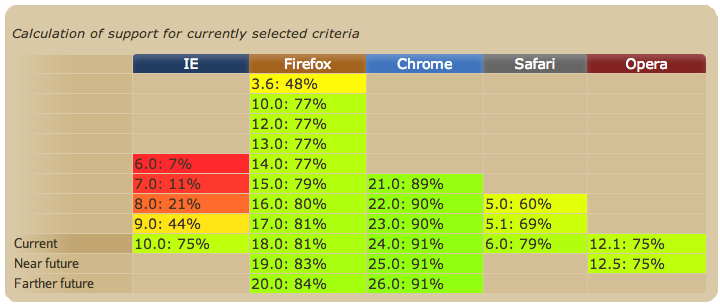 Calculation of support for currently selected criteria
IE Firefox Chrome Safari Opera
3.6: 48%
10.0: 77%
12.0: 77%
13.0: 77%
6.0: 7% 14.0: 77%
7.0: 11% 15.0: 79% 21.0: 89%
8.0: 21% 16.0: 80% 22.0: 90% 5.0: 60%
9.0: 44% 17.0: 81% 23.0: 90% 5.1: 69%
Current 10.0: 75% 18.0: 81% 24.0: 91% 6.0: 79% 12.1: 75%
Near future 19.0: 83% 25.0: 91% 12.5: 75%
Farther future 20.0: 84% 26.0: 91%